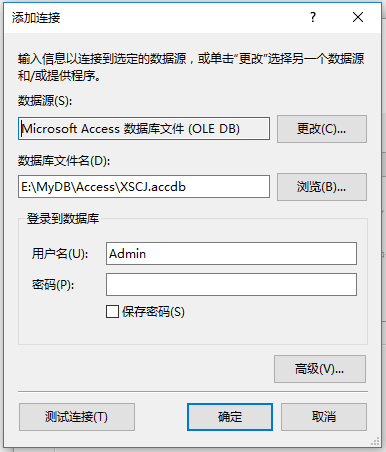 添加连接
?
输入信息以连接到选定的数据源，或单击“更改”选择另一个数据源
和/或提供程序。
数据源(S):
Microsoft Access 数据库文件 (OLE DB)
更改(C)...
数据库文件名(D):
E:\MyDB\Access\XSCJ.accdb
浏览(B)...
登录到数据库
用户名(U):
Admin
密码(P):
保存密码(S)
高级(V)...
测试连接(T)
确定
取消